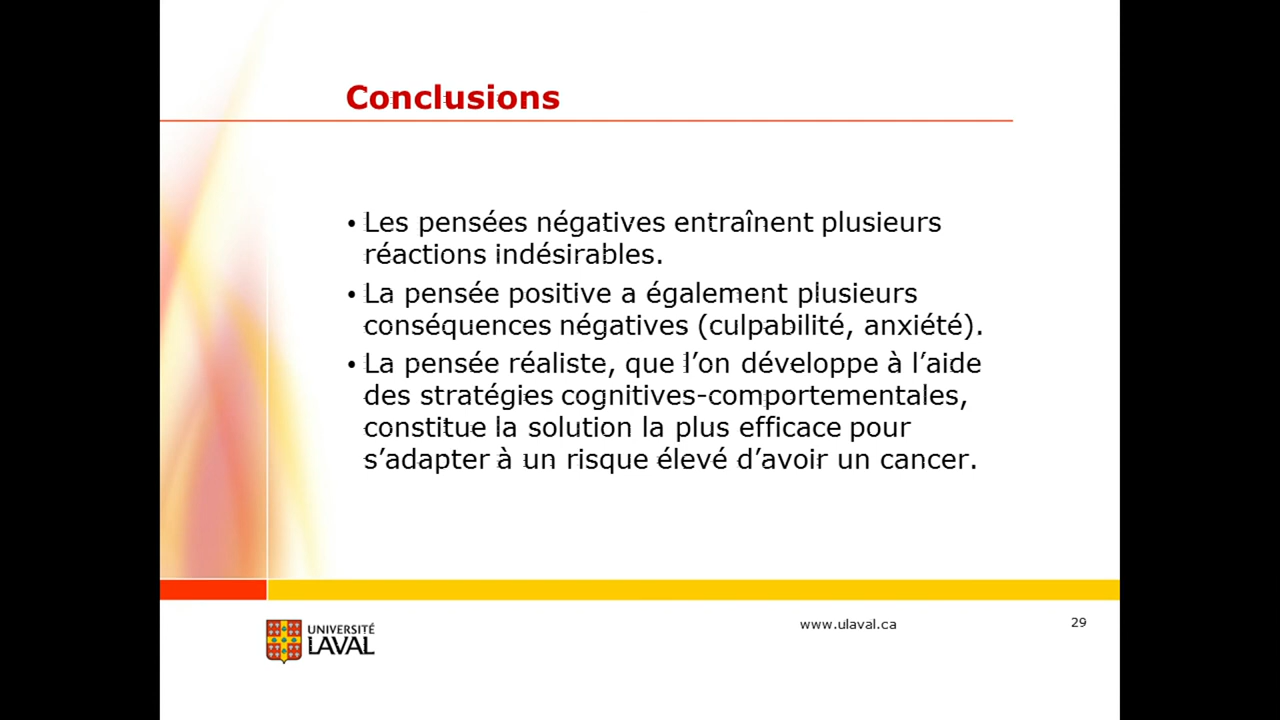 Conclusions
• Les pensées négatives entraînent plusieurs
réactions indésirables.
• La pensée positive a également plusieurs
conséquences négatives (culpabilité, anxiété).
• La pensée réaliste, que l’on développe à l’aide
des stratégies cognitives-comportementales,
constitue la solution la plus efficace pour
s’adapter à un risque élevé d’avoir un cancer.
UNIVERSITÉ
LAVAL
www.ulaval.ca
29